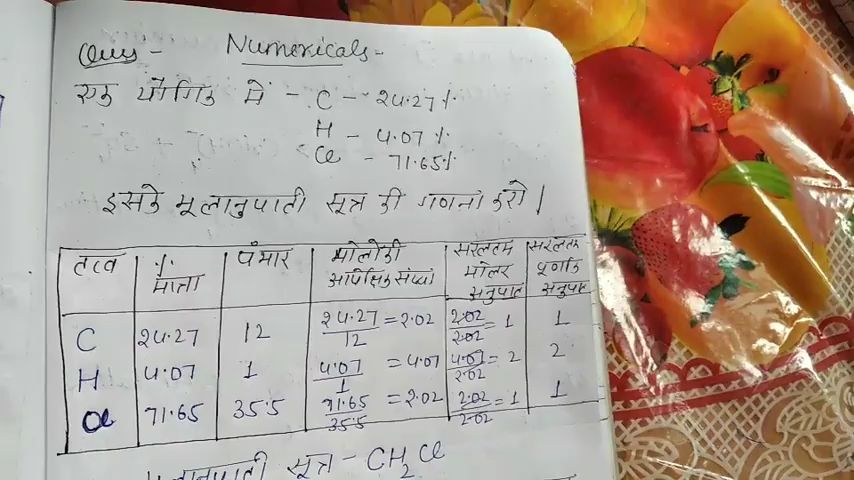 Ques - Numericals -
एक यौगिक में - C - 24.27%
H - 4.07%
Cl - 71.65%
इसके मूलानुपाती सूत्र की गणना करो |
तत्व % मात्रा प.भार मोलों की आपेक्षिक संख्या सरलतम मोलर अनुपात सरलतम पूर्णांक अनुपात
C 24.27 12 24.27/12 = 2.02 2.02/2.02 = 1 1
H 4.07 1 4.07/1 = 4.07 4.07/2.02 = 2 2
Cl 71.65 35.5 71.65/35.5 = 2.02 2.02/2.02 = 1 1
मूलानुपाती सूत्र - CH2Cl